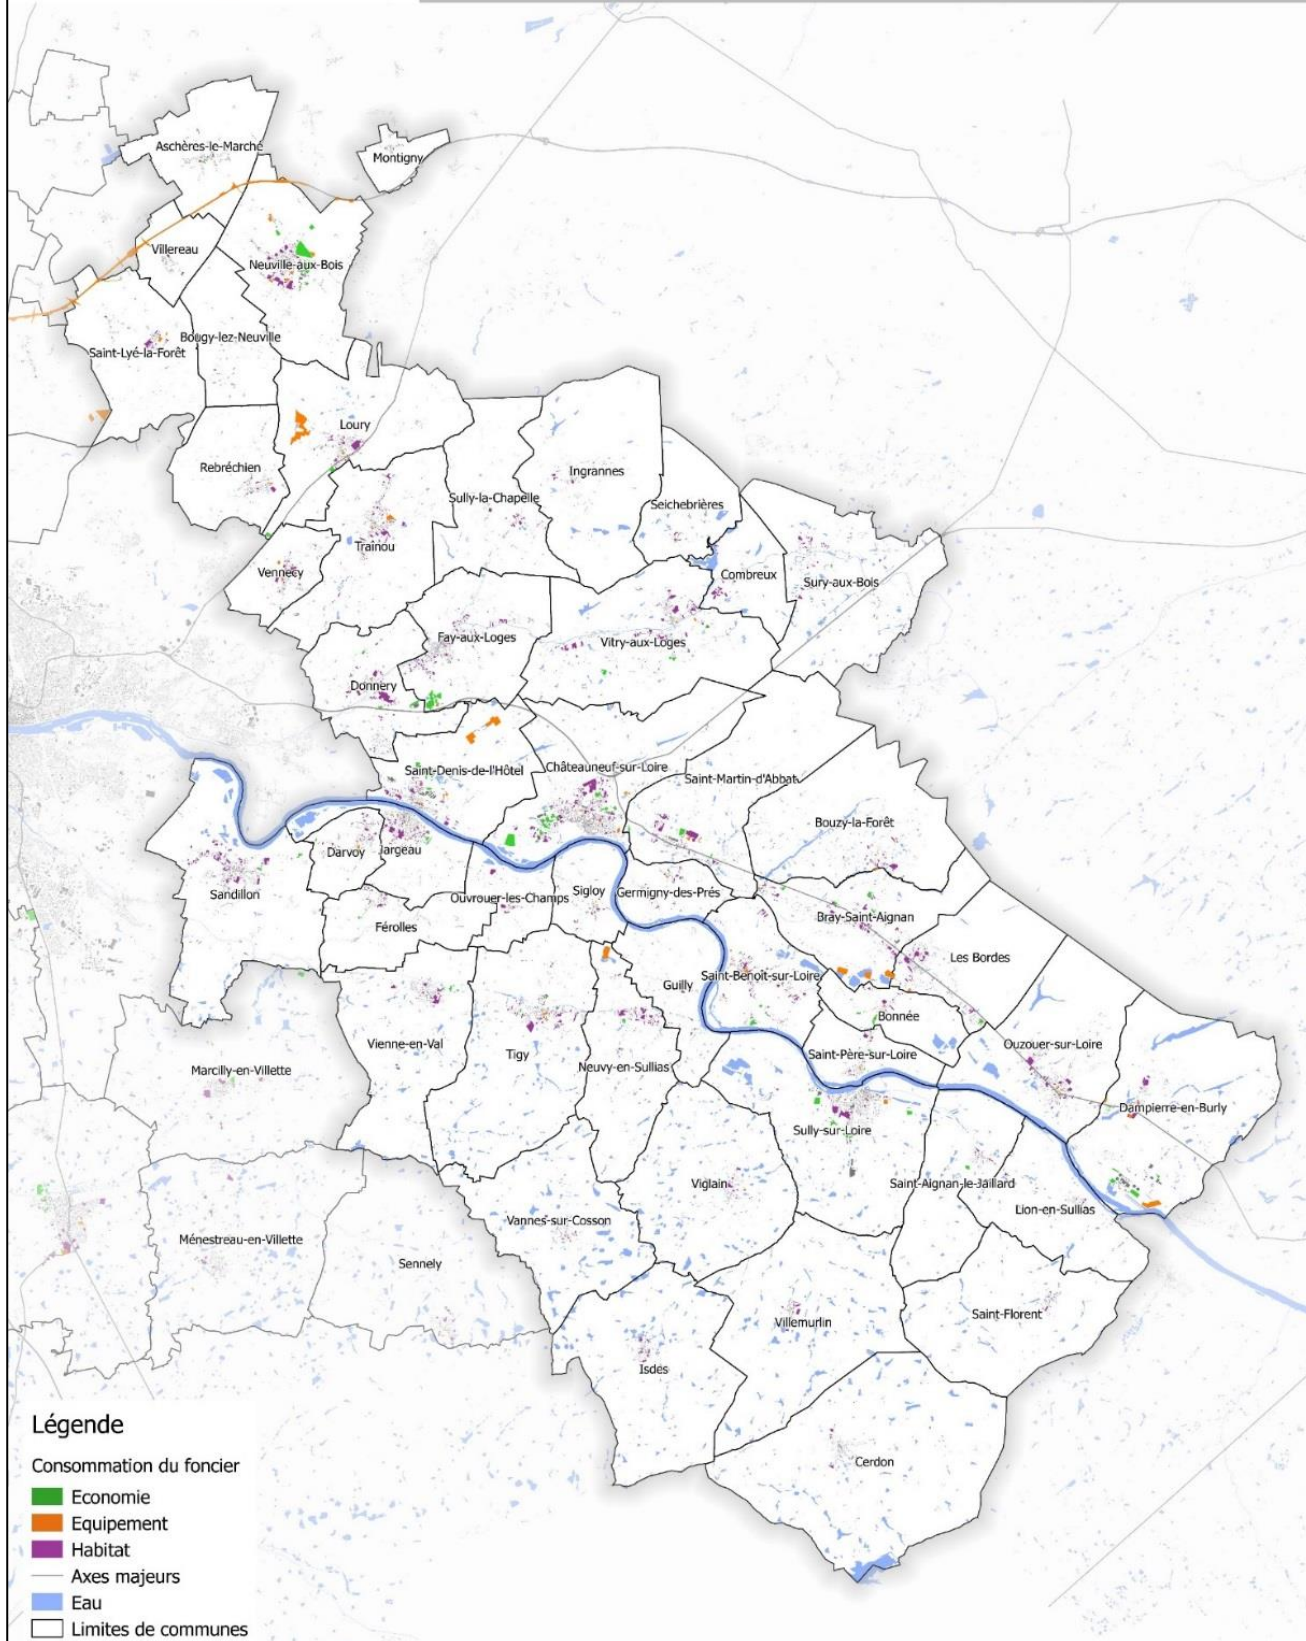 Aschères-le-Marché
Montigny
Villereau
Neuville-aux-Bois
Bougy-lez-Neuville
Saint-Lyé-la-Forêt
Loury
Rebréchien
Ingrannes
Sully-la-Chapelle
Seichebrières
Trainou
Vennecy
Combreux
Sury-aux-Bois
Fay-aux-Loges
Vitry-aux-Loges
Donnery
Saint-Denis-de-l'Hôtel
Châteauneuf-sur-Loire
Saint-Martin-d'Abbat
Bouzy-la-Forêt
Darvoy
Jargeau
Sandillon
Ouvrouer-les-Champs
Sigloy
Germigny-des-Prés
Férolles
Bray-Saint-Aignan
Les Bordes
Guilly
Saint-Benoit-sur-Loire
Bonnée
Vienne-en-Val
Tigy
Neuvy-en-Sullias
Saint-Père-sur-Loire
Ouzouer-sur-Loire
Marcilly-en-Villette
Dampierre-en-Burly
Sully-sur-Loire
Viglain
Saint-Aignan-le-Jaillard
Lion-en-Sullias
Vannes-sur-Cosson
Ménestreau-en-Villette
Sennely
Saint-Florent
Villemurlin
Isdes
Cerdon
Légende
Consommation du foncier
Economie
Equipement
Habitat
Axes majeurs
Eau
Limites de communes